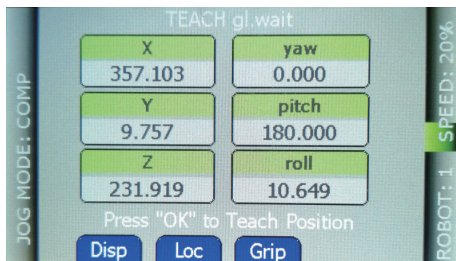 TEACH gl.wait
JOG MODE: COMP
X
357.103
yaw
0.000
Y
9.757
pitch
180.000
Z
231.919
roll
10.649
Press "OK" to Teach Position
Disp Loc Grip
ROBOT: 1 SPEED: 20%